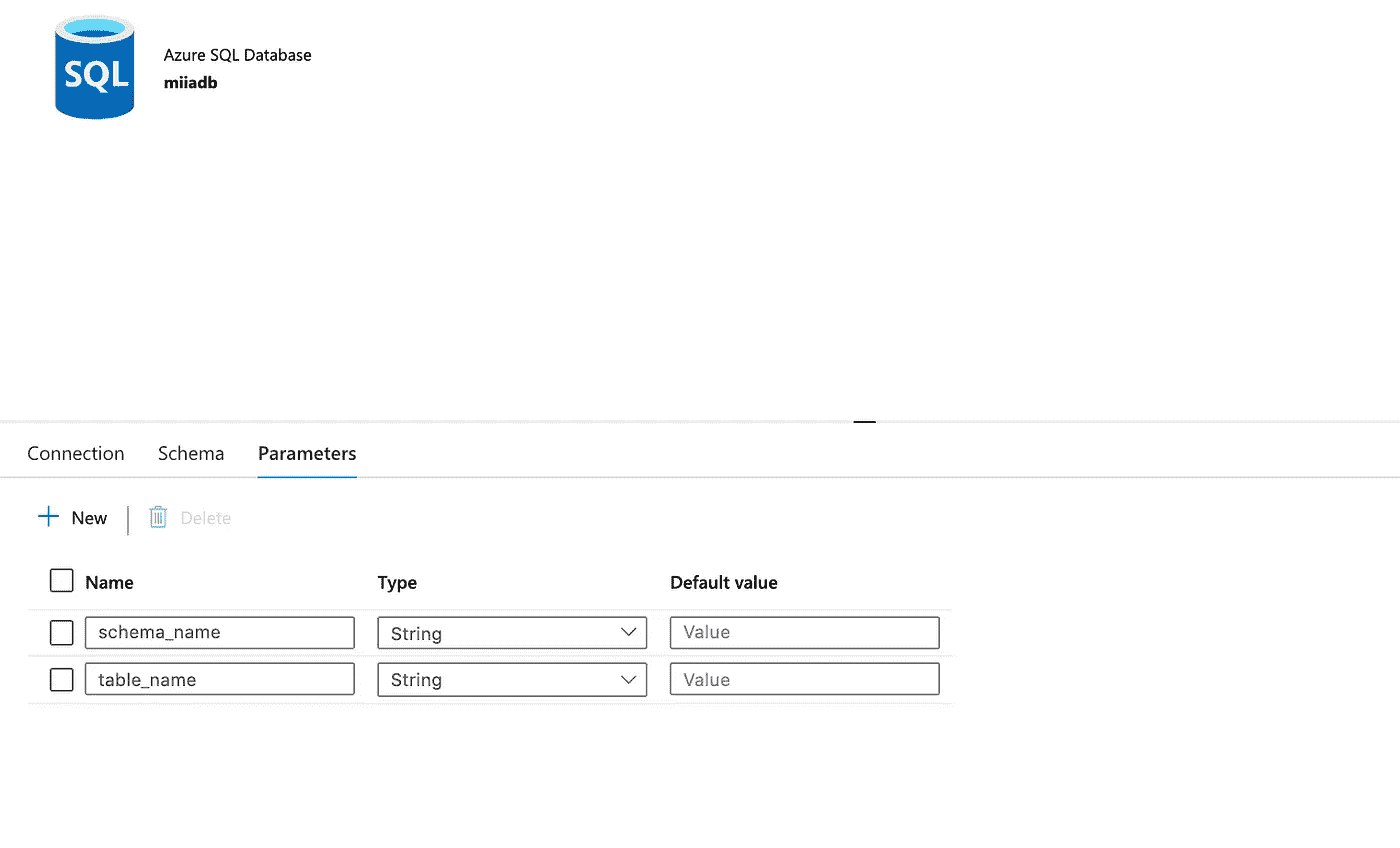 SQL
Azure SQL Database
miiadb
Connection Schema Parameters
New Delete
Name Type Default value
schema_name String Value
table_name String Value